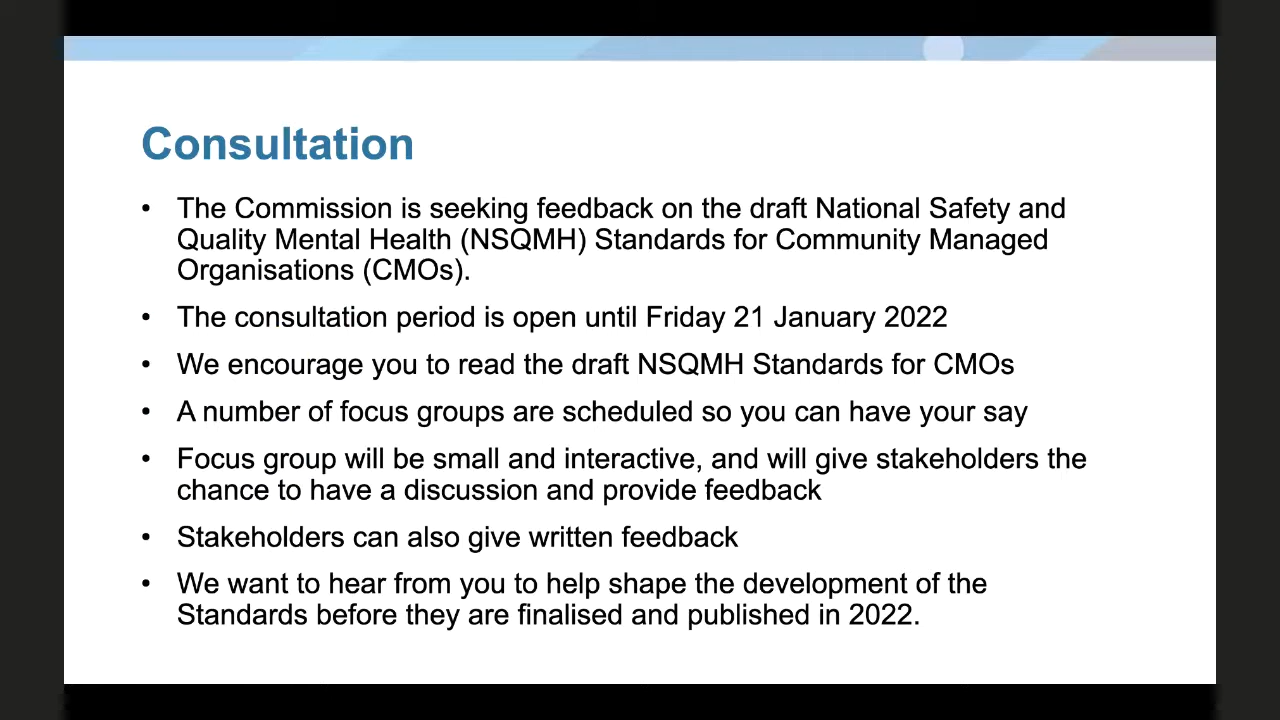 Consultation
• The Commission is seeking feedback on the draft National Safety and
Quality Mental Health (NSQMH) Standards for Community Managed
Organisations (CMOs).
• The consultation period is open until Friday 21 January 2022
• We encourage you to read the draft NSQMH Standards for CMOs
• A number of focus groups are scheduled so you can have your say
• Focus group will be small and interactive, and will give stakeholders the
chance to have a discussion and provide feedback
• Stakeholders can also give written feedback
• We want to hear from you to help shape the development of the
Standards before they are finalised and published in 2022.